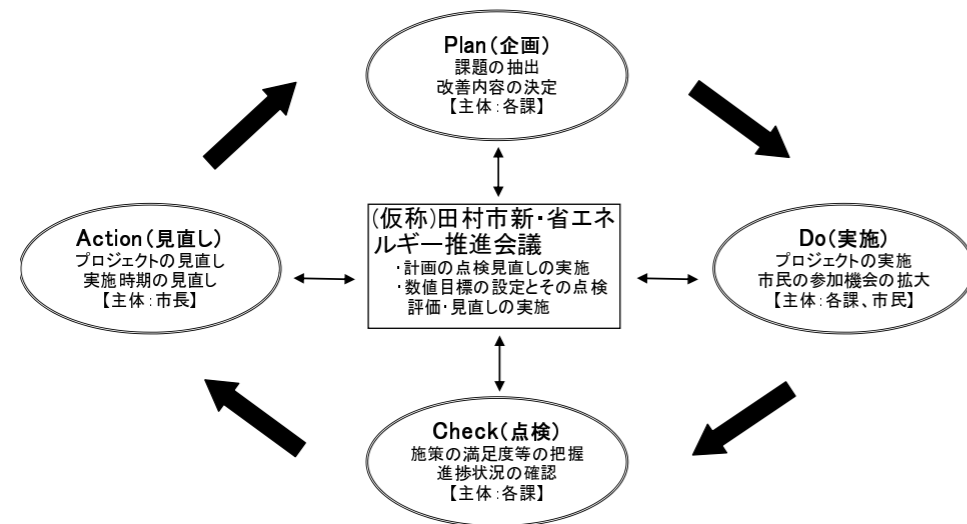 Plan(企画)
課題の抽出
改善内容の決定
【主体:各課】
(仮称)田村市新・省エネ
ルギー推進会議
・計画の点検見直しの実施
・数値目標の設定とその点検
評価・見直しの実施
Action(見直し)
プロジェクトの見直し
実施時期の見直し
【主体:市長】
Do(実施)
プロジェクトの実施
市民の参加機会の拡大
【主体:各課、市民】
Check(点検)
施策の満足度等の把握
進捗状況の確認
【主体:各課】